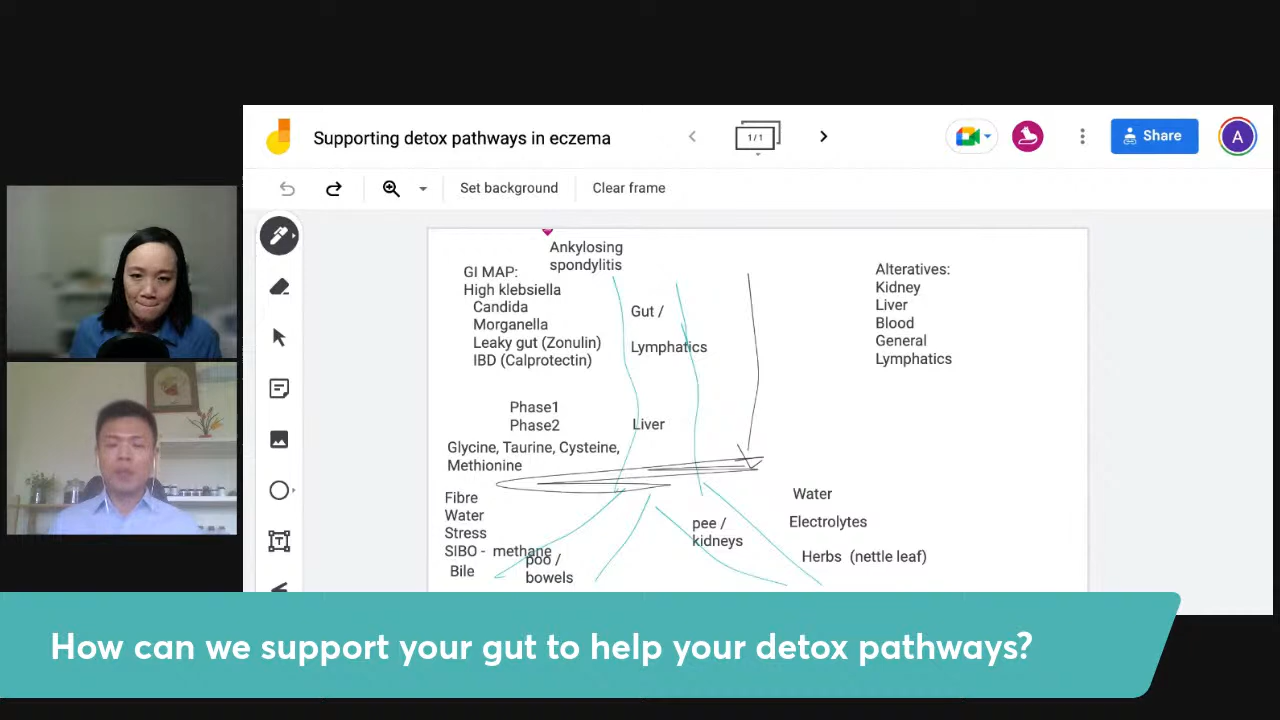 Supporting detox pathways in eczema
1/1
Share
A
Set background
Clear frame
Ankylosing
spondylitis
GI MAP:
High klebsiella
Candida
Morganella
Leaky gut (Zonulin)
IBD (Calprotectin)
Gut /
Lymphatics
Alteratives:
Kidney
Liver
Blood
General
Lymphatics
Phase1
Phase2
Liver
Glycine, Taurine, Cysteine,
Methionine
Fibre
Water
Stress
SIBO - methane
Bile
poo /
bowels
pee /
kidneys
Water
Electrolytes
Herbs (nettle leaf)
How can we support your gut to help your detox pathways?